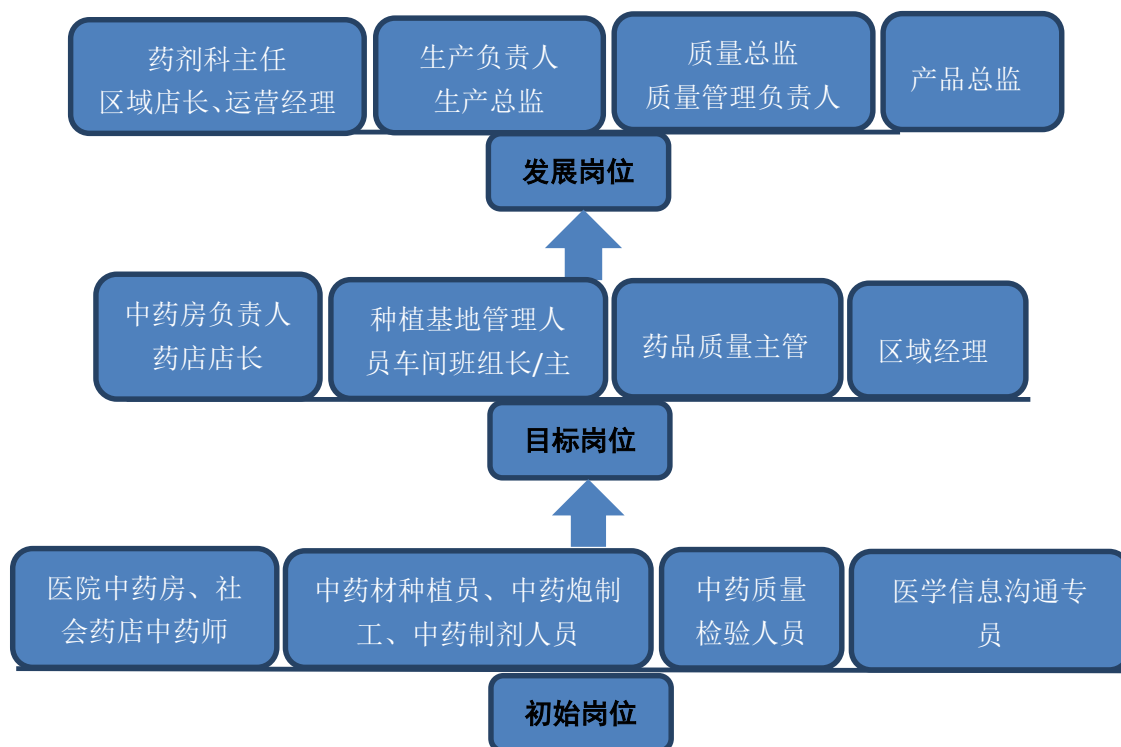 药剂科主任
区域店长、运营经理
生产负责人
生产总监
质量总监
质量管理负责人
产品总监
发展岗位
中药房负责人
药店店长
种植基地管理人
员车间班组长/主
药品质量主管
区域经理
目标岗位
医院中药房、社
会药店中药师
中药材种植员、中药炮制
工、中药制剂人员
中药质量
检验人员
医学信息沟通专
员
初始岗位